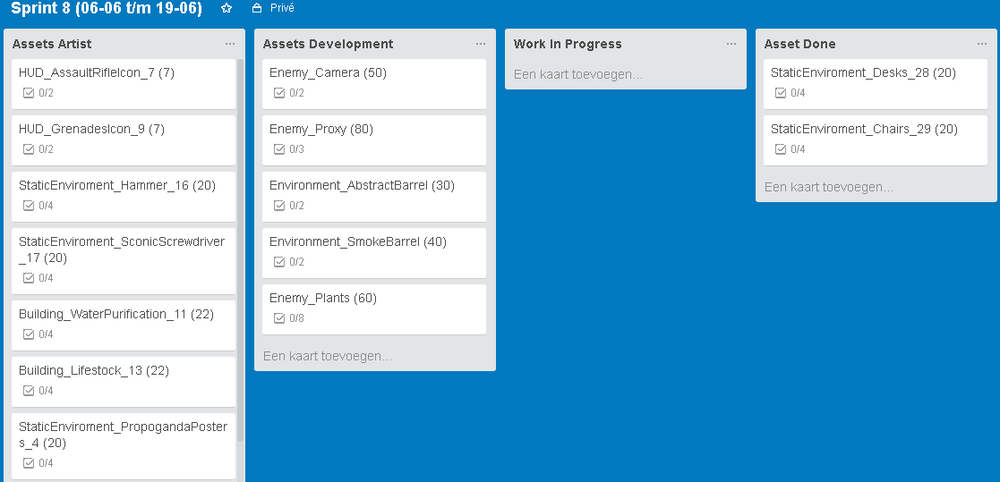 Sprint 8 (06-06 t/m 19-06) Privé
Assets Artist
HUD_AssaultRifleIcon_7 (7)
0/2
HUD_GrenadesIcon_9 (7)
0/2
StaticEnviroment_Hammer_16 (20)
0/4
StaticEnviroment_SconicScrewdriver
_17 (20)
0/4
Building_WaterPurification_11 (22)
0/4
Building_Lifestock_13 (22)
0/4
StaticEnviroment_PropogandaPoster
s_4 (20)
0/4
Assets Development
Enemy_Camera (50)
0/2
Enemy_Proxy (80)
0/3
Environment_AbstractBarrel (30)
0/2
Environment_SmokeBarrel (40)
0/2
Enemy_Plants (60)
0/8
Een kaart toevoegen...
Work In Progress
Een kaart toevoegen...
Asset Done
StaticEnviroment_Desks_28 (20)
0/4
StaticEnviroment_Chairs_29 (20)
0/4
Een kaart toevoegen...